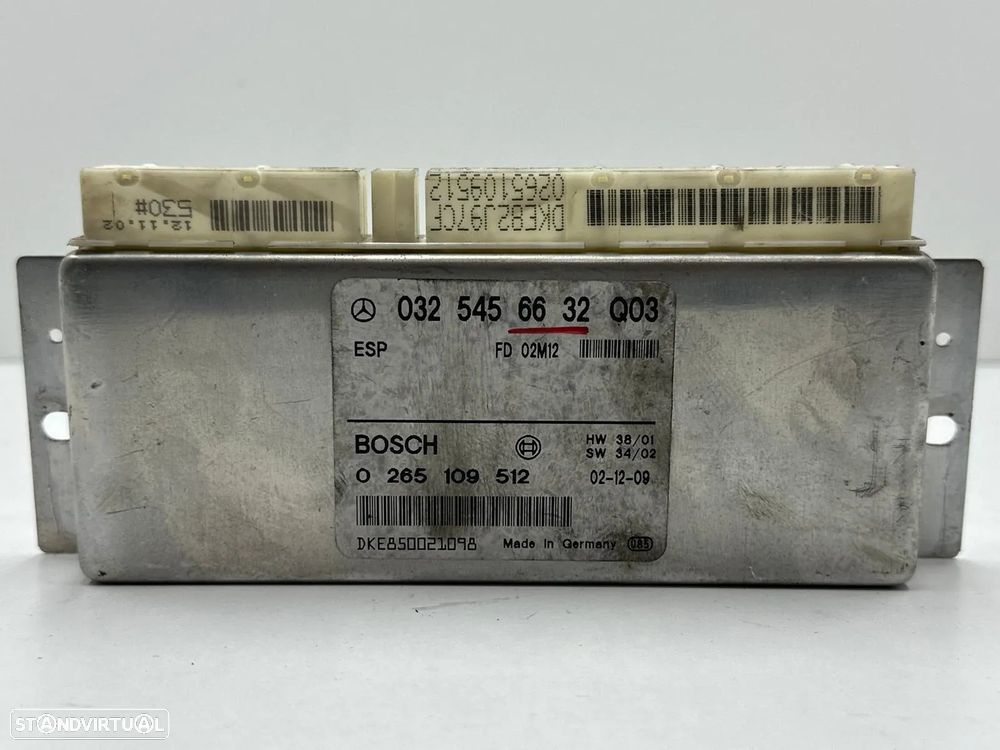 12.11.02
530#
DKE82J97CF
0265109512
032 545 66 32 Q03
ESP FD 02M12
BOSCH
HW 38/01
SW 34/02
0 265 109 512 02-12-09
DKE850021098 Made in Germany 085
STANDVIRTUAL